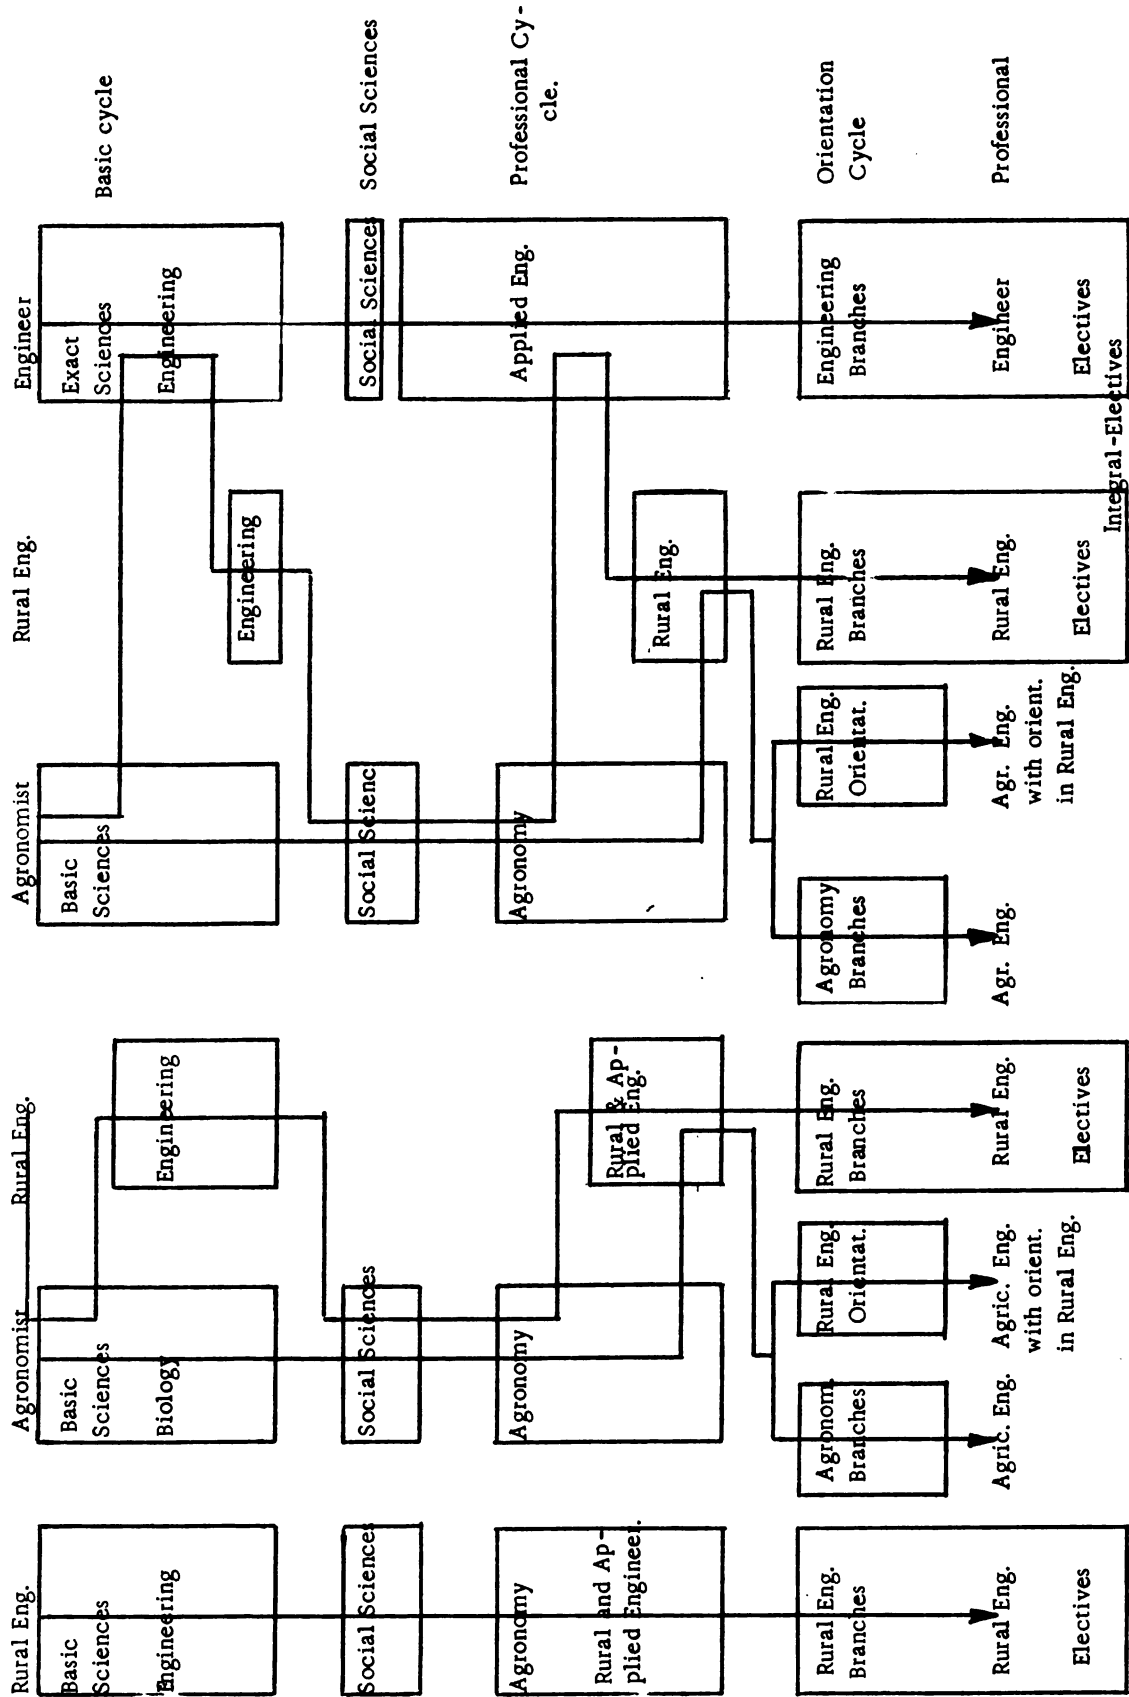 Rural Eng.
Agronomist
Rural Eng.
Agronomist
Rural Eng.
Engineer
Basic
Sciences
Engineering
Basic
Sciences
Biology
Engineering
Basic
Sciences
Engineering
Exact
Sciences
Engineering
Basic cycle
Social Sciences
Social Sciences
Social Scienc
Social Sciences
Social Sciences
Agronomy
Rural and Ap-
plied Engineer.
Agronomy
Rural & Ap-
plied Eng.
Agronomy
Rural Eng.
Applied Eng.
Professional Cy-
cle.
Rural Eng.
Branches
Agronom.
Branches
Rural Eng.
Orientat.
Rural Eng.
Branches
Agronomy
Branches
Rural Eng.
Orientat.
Rural Eng.
Branches
Engineering
Branches
Orientation
Cycle
Rural Eng.
Electives
Agric. Eng.
Agric. Eng.
with orient.
in Rural Eng.
Rural Eng.
Electives
Agr. Eng.
Agr. Eng.
with orient.
in Rural Eng.
Rural Eng.
Electives
Engineer
Electives
Professional
Integral-Electives